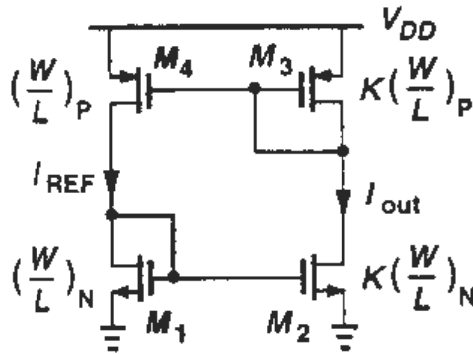 V_DD
(W/L)_P M_4 M_3 K(W/L)_P
I_REF I_out
(W/L)_N M_1 M_2 K(W/L)_N